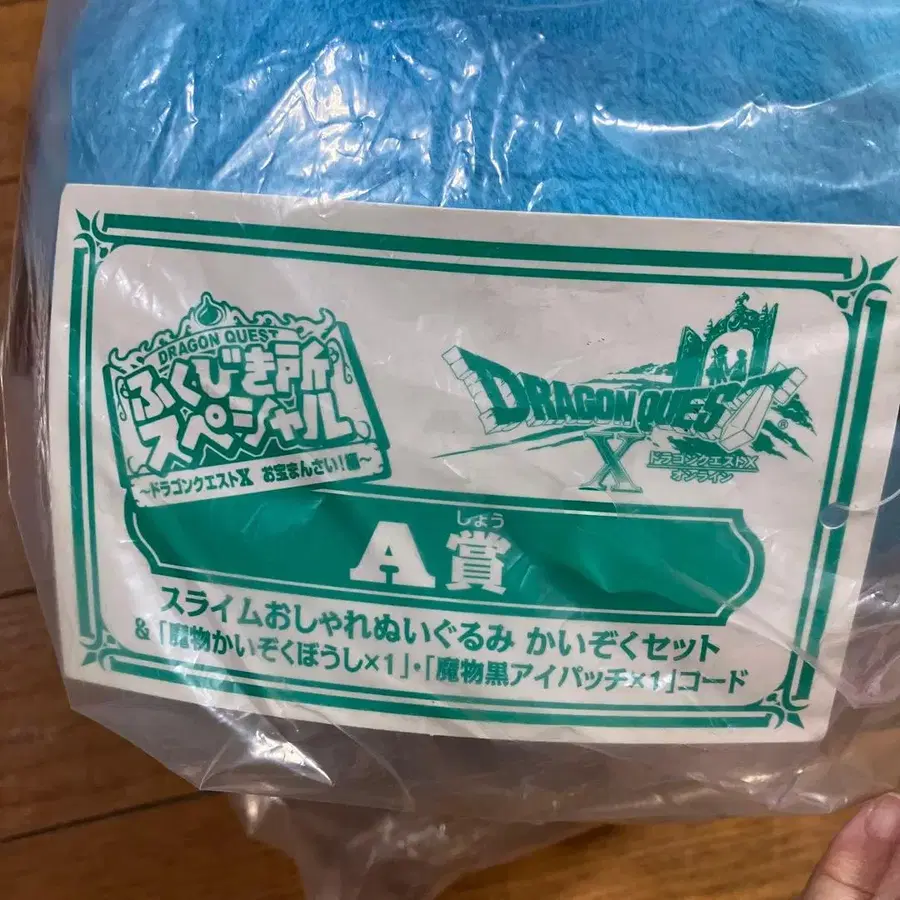 DRAGON QUEST
ふくびき所
スペシャル
～ドラゴンクエストX お宝まんさい!編～
DRAGON QUEST
X
®
ドラゴンクエストX
オンライン
しょう
A賞
スライムおしゃれぬいぐるみ かいぞくセット
&「魔物かいぞくぼうし×1」・「魔物黒アイパッチ×1」コード